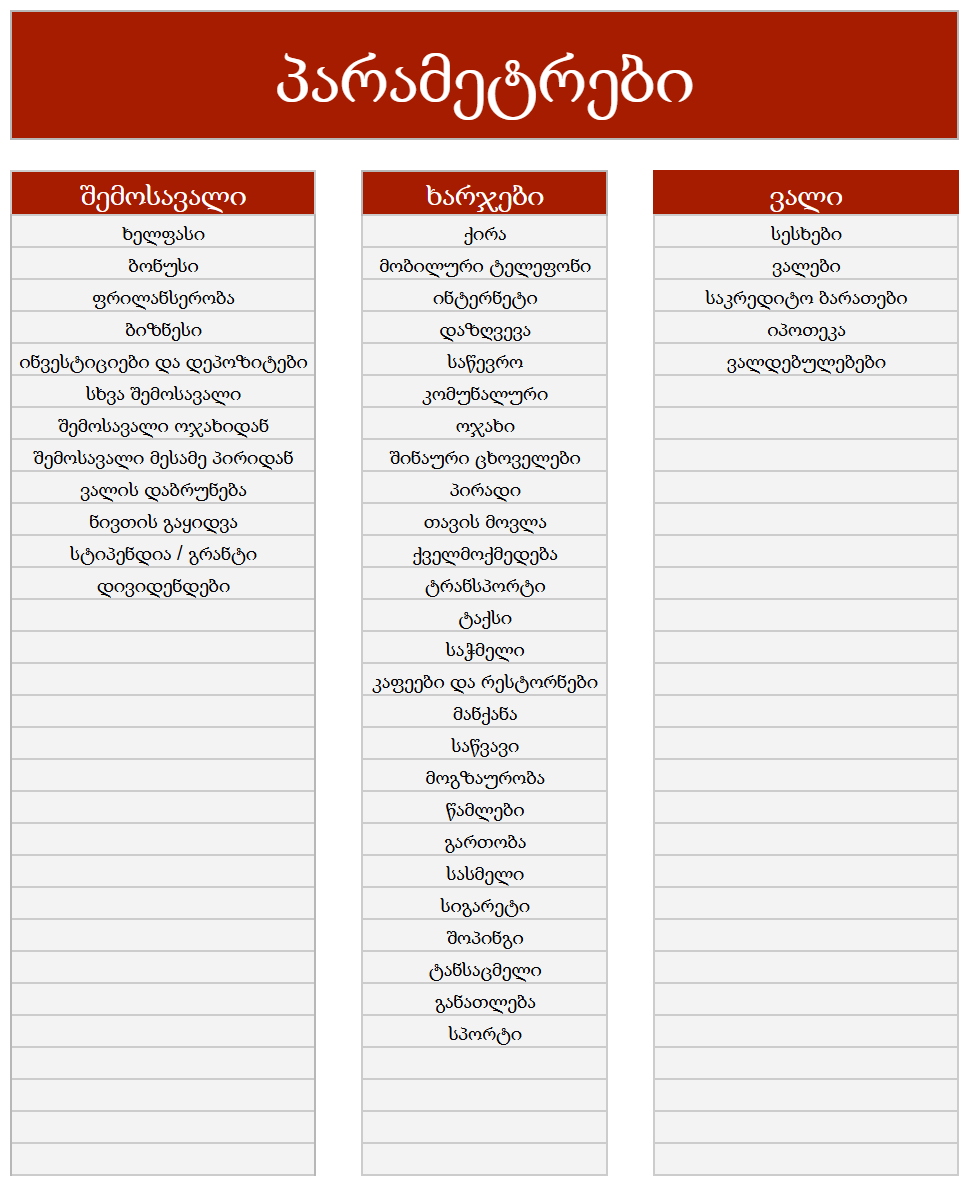 პარამეტრები
შემოსავალი
ხელფასი
ბონუსი
ფრილანსერობა
ბიზნესი
ინვესტიციები და დეპოზიტები
სხვა შემოსავალი
შემოსავალი ოჯახიდან
შემოსავალი მესამე პირიდან
ვალის დაბრუნება
ნივთის გაყიდვა
სტიპენდია / გრანტი
დივიდენდები
ხარჯები
ქირა
მობილური ტელეფონი
ინტერნეტი
დაზღვევა
საწევრო
კომუნალური
ოჯახი
შინაური ცხოველები
პირადი
თავის მოვლა
ქველმოქმედება
ტრანსპორტი
ტაქსი
საჭმელი
კაფეები და რესტორნები
მანქანა
საწვავი
მოგზაურობა
წამლები
გართობა
სასმელი
სიგარეტი
შოპინგი
ტანსაცმელი
განათლება
სპორტი
ვალი
სესხები
ვალები
საკრედიტო ბარათები
იპოთეკა
ვალდებულებები